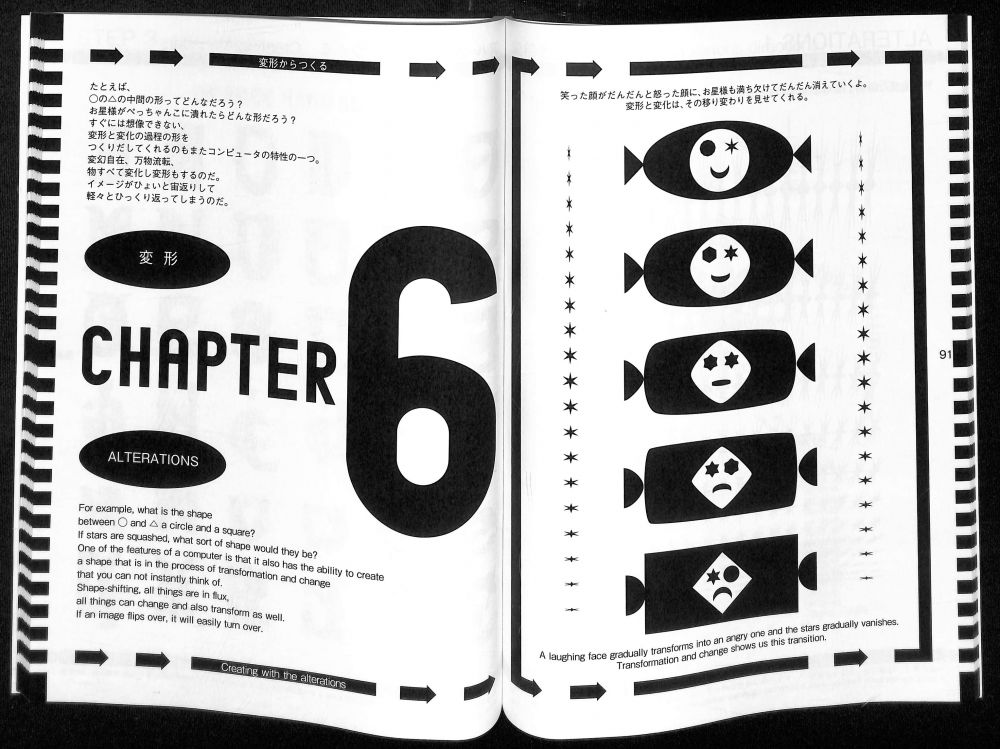 変形からつくる
たとえば、
○の△の中間の形ってどんなだろう？
お星様がぺっちゃんこに潰れたらどんな形だろう？
すぐには想像できない、
変形と変化の過程の形を
つくりだしてくれるのもまたコンピュータの特性の一つ。
変幻自在、万物流転、
物すべて変化し変形もするのだ。
イメージがひょいと宙返りして
軽々とひっくり返ってしまうのだ。
変形
CHAPTER 6
ALTERATIONS
For example, what is the shape
between ○ and △ a circle and a square?
If stars are squashed, what sort of shape would they be?
One of the features of a computer is that it also has the ability to create
a shape that is in the process of transformation and change
that you can not instantly think of.
Shape-shifting, all things are in flux,
all things can change and also transform as well.
If an image flips over, it will easily turn over.
Creating with the alterations
笑った顔がだんだんと怒った顔に、お星様も満ち欠けてだんだん消えていくよ。
変形と変化は、その移り変わりを見せてくれる。
91
A laughing face gradually transforms into an angry one and the stars gradually vanishes.
Transformation and change shows us this transition.